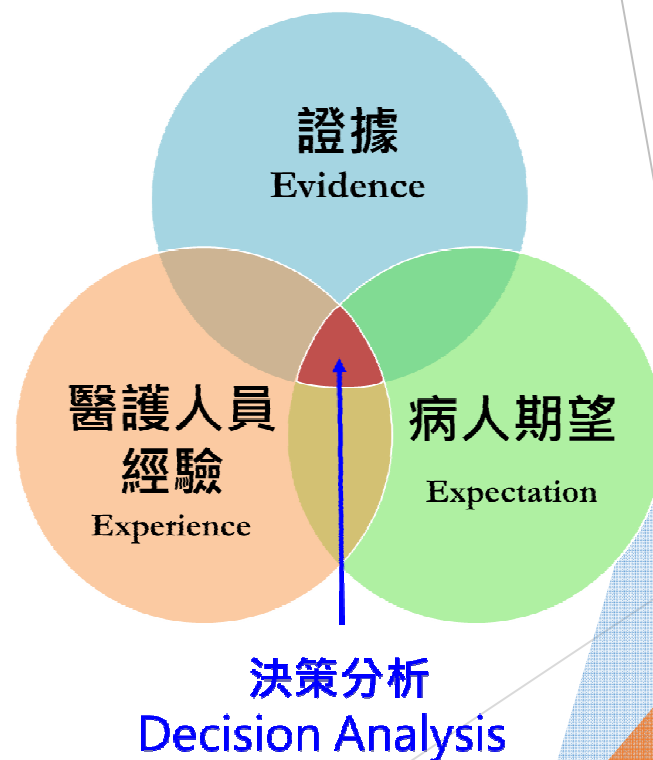 證據
Evidence
醫護人員
經驗
Experience
病人期望
Expectation
決策分析
Decision Analysis